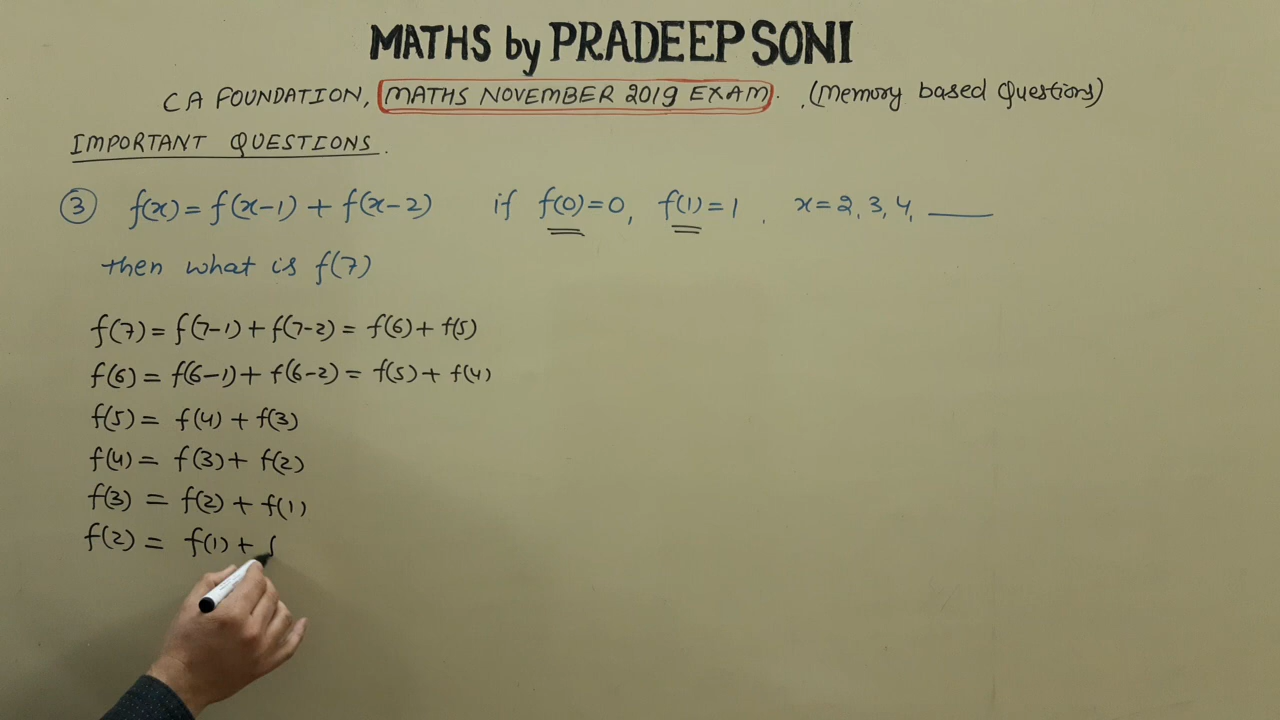 MATHS by PRADEEP SONI
CA FOUNDATION, MATHS NOVEMBER 2019 EXAM. (Memory based Questions)
IMPORTANT QUESTIONS.
③ f(x) = f(x-1) + f(x-2) if f(0)=0, f(1)=1, x=2,3,4, ___
then what is f(7)
f(7) = f(7-1) + f(7-2) = f(6) + f(5)
f(6) = f(6-1) + f(6-2) = f(5) + f(4)
f(5) = f(4) + f(3)
f(4) = f(3) + f(2)
f(3) = f(2) + f(1)
f(2) = f(1) +